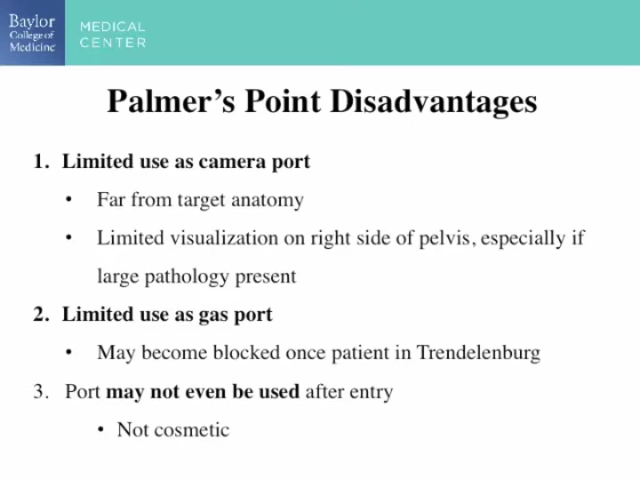 Baylor
College of
Medicine
MEDICAL
CENTER
Palmer's Point Disadvantages
1. Limited use as camera port
• Far from target anatomy
• Limited visualization on right side of pelvis, especially if
large pathology present
2. Limited use as gas port
• May become blocked once patient in Trendelenburg
3. Port may not even be used after entry
• Not cosmetic